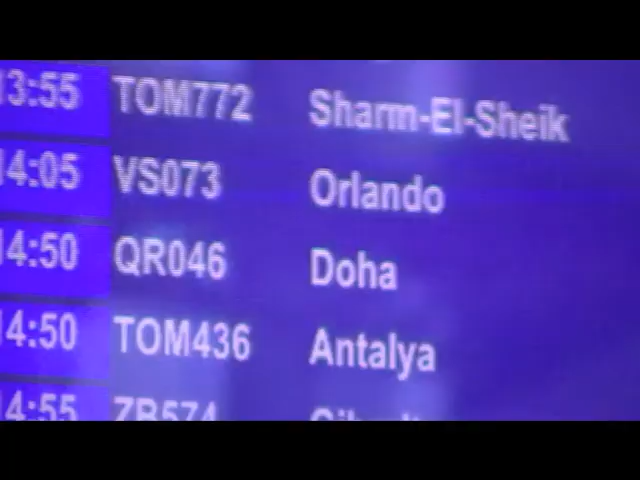 13:55 TOM772 Sharm-El-Sheik
14:05 VS073 Orlando
14:50 QR046 Doha
14:50 TOM436 Antalya
14:55 ZB574